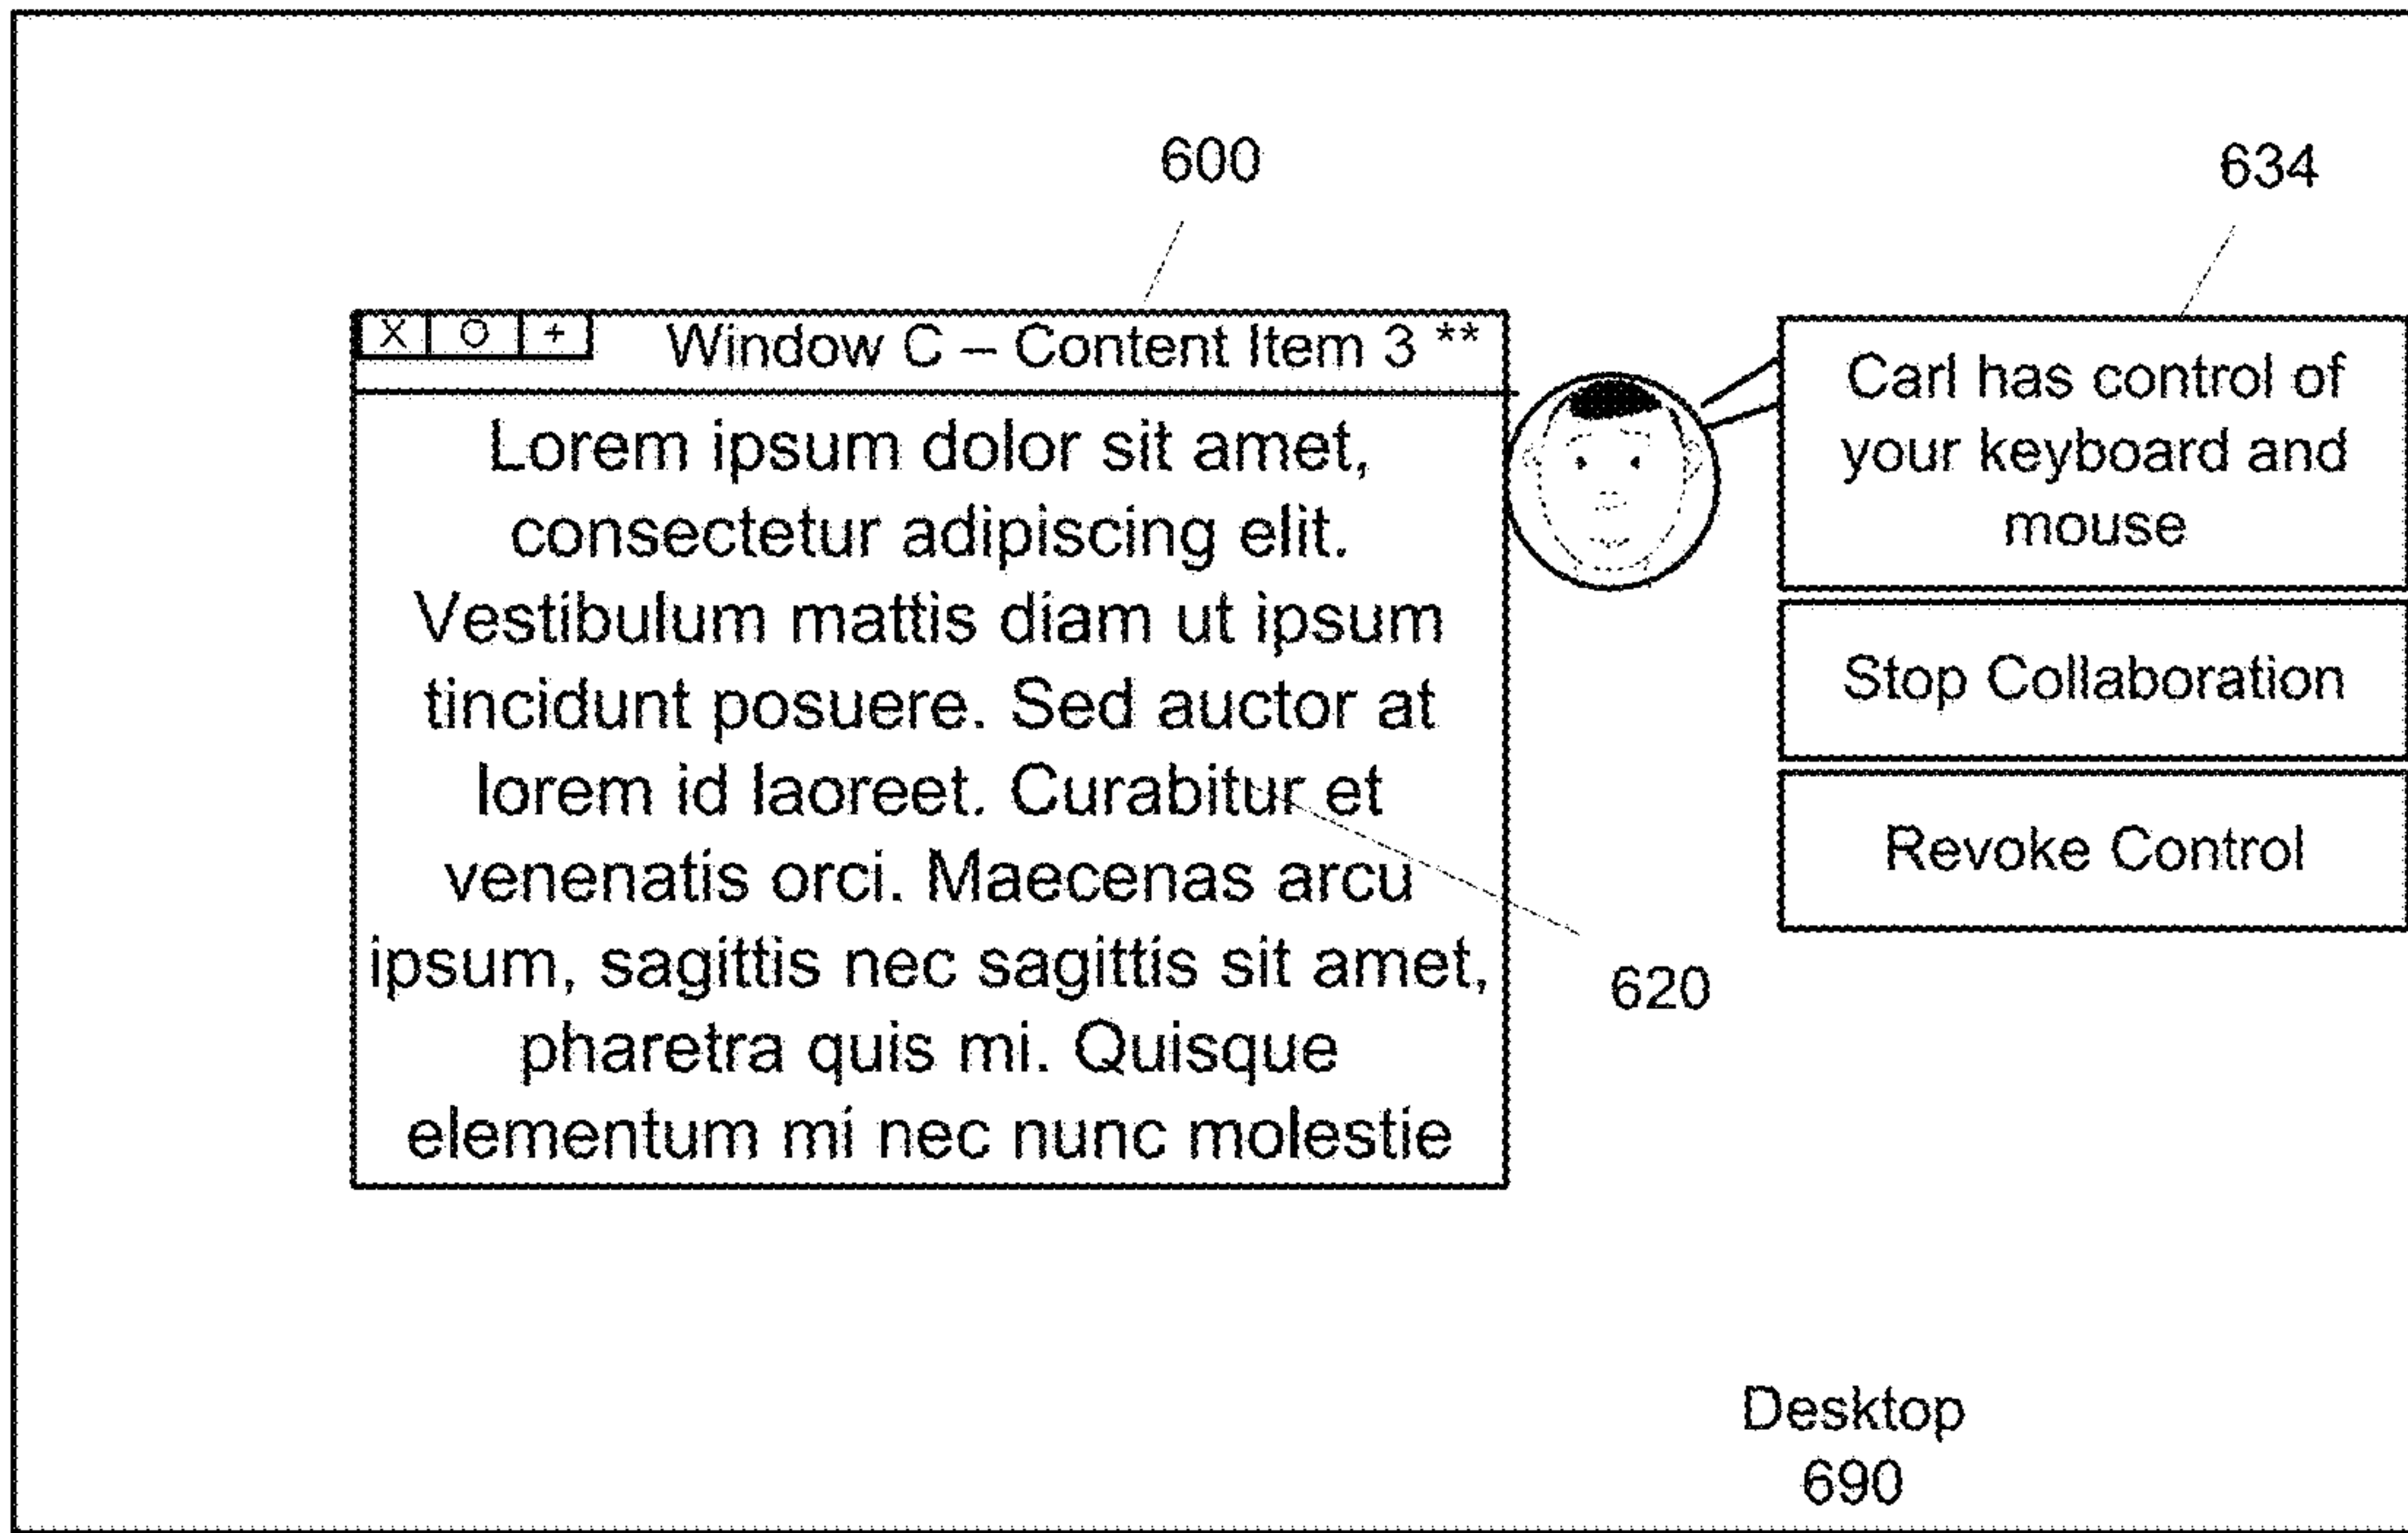 600
634
X O + Window C – Content Item 3 **
Lorem ipsum dolor sit amet,
consectetur adipiscing elit.
Vestibulum mattis diam ut ipsum
tincidunt posuere. Sed auctor at
lorem id laoreet. Curabitur et
venenatis orci. Maecenas arcu
ipsum, sagittis nec sagittis sit amet,
pharetra quis mi. Quisque
elementum mi nec nunc molestie
Carl has control of
your keyboard and
mouse
Stop Collaboration
Revoke Control
620
Desktop
690